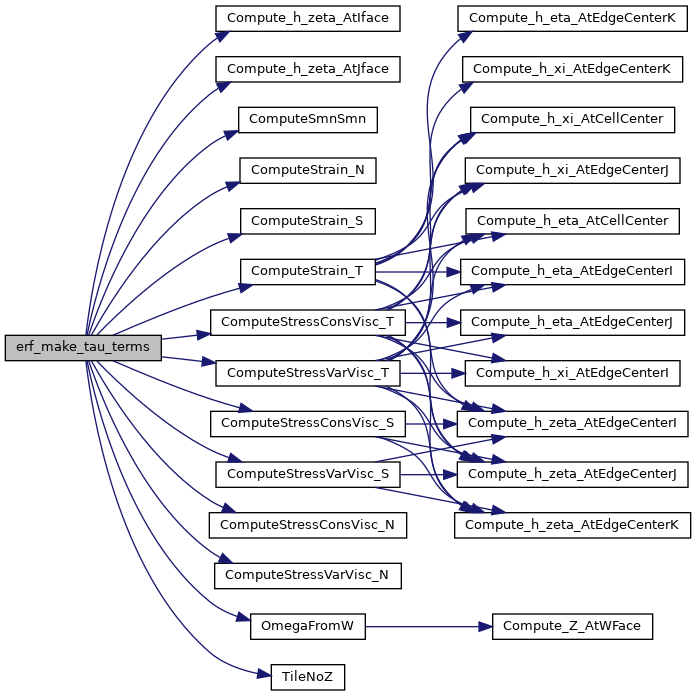 erf_make_tau_terms
Compute_h_zeta_AtIface
Compute_h_zeta_AtJface
ComputeSmnSmn
ComputeStrain_N
ComputeStrain_S
ComputeStrain_T
ComputeStressConsVisc_T
ComputeStressVarVisc_T
ComputeStressConsVisc_S
ComputeStressVarVisc_S
ComputeStressConsVisc_N
ComputeStressVarVisc_N
OmegaFromW
TileNoZ
Compute_h_eta_AtEdgeCenterK
Compute_h_xi_AtEdgeCenterK
Compute_h_xi_AtCellCenter
Compute_h_xi_AtEdgeCenterJ
Compute_h_eta_AtCellCenter
Compute_h_eta_AtEdgeCenterI
Compute_h_eta_AtEdgeCenterJ
Compute_h_xi_AtEdgeCenterI
Compute_h_zeta_AtEdgeCenterI
Compute_h_zeta_AtEdgeCenterJ
Compute_h_zeta_AtEdgeCenterK
Compute_Z_AtWFace